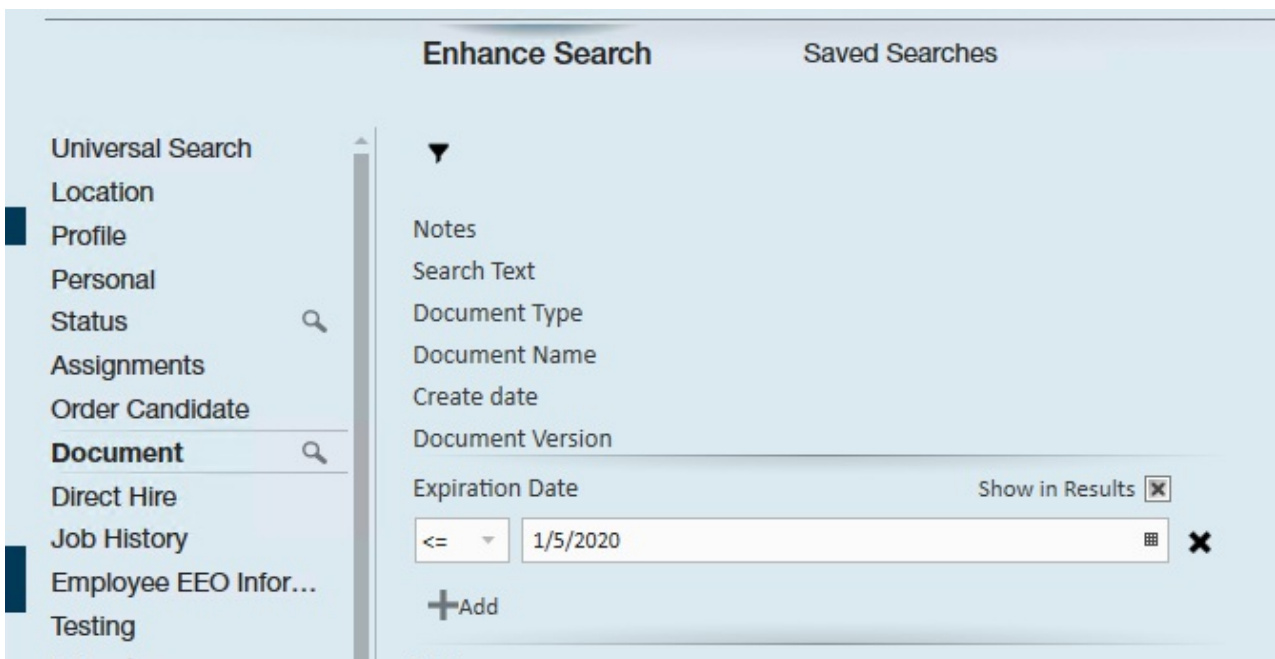 Enhance Search
Saved Searches
Universal Search
Location
Profile
Personal
Status
Assignments
Order Candidate
Document
Direct Hire
Job History
Employee EEO Infor...
Testing
Notes
Search Text
Document Type
Document Name
Create date
Document Version
Expiration Date
Show in Results
<= 1/5/2020
Add